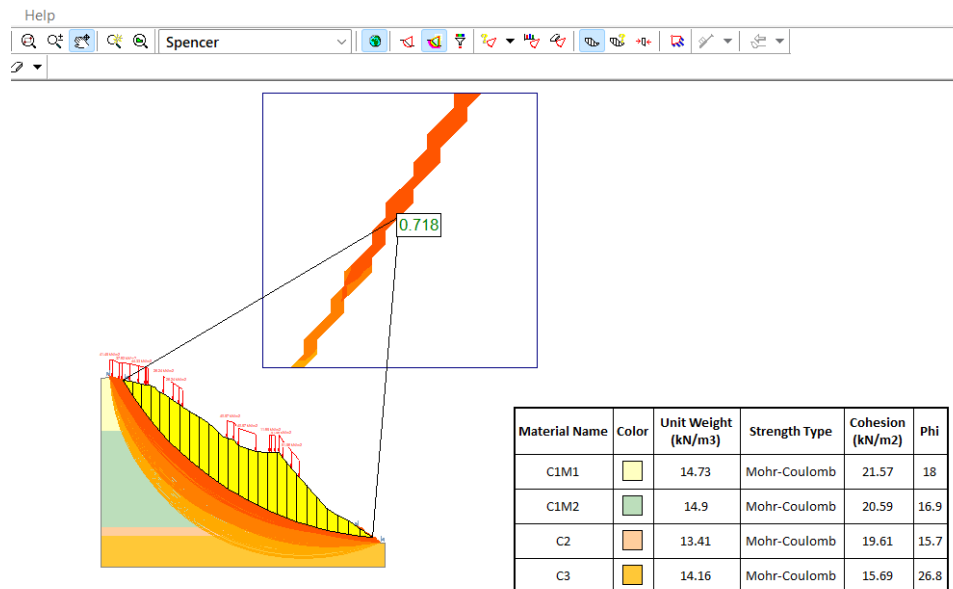 Help
Spencer
0.718
Material Name Color Unit Weight (kN/m3) Strength Type Cohesion (kN/m2) Phi
C1M1 14.73 Mohr-Coulomb 21.57 18
C1M2 14.9 Mohr-Coulomb 20.59 16.9
C2 13.41 Mohr-Coulomb 19.61 15.7
C3 14.16 Mohr-Coulomb 15.69 26.8